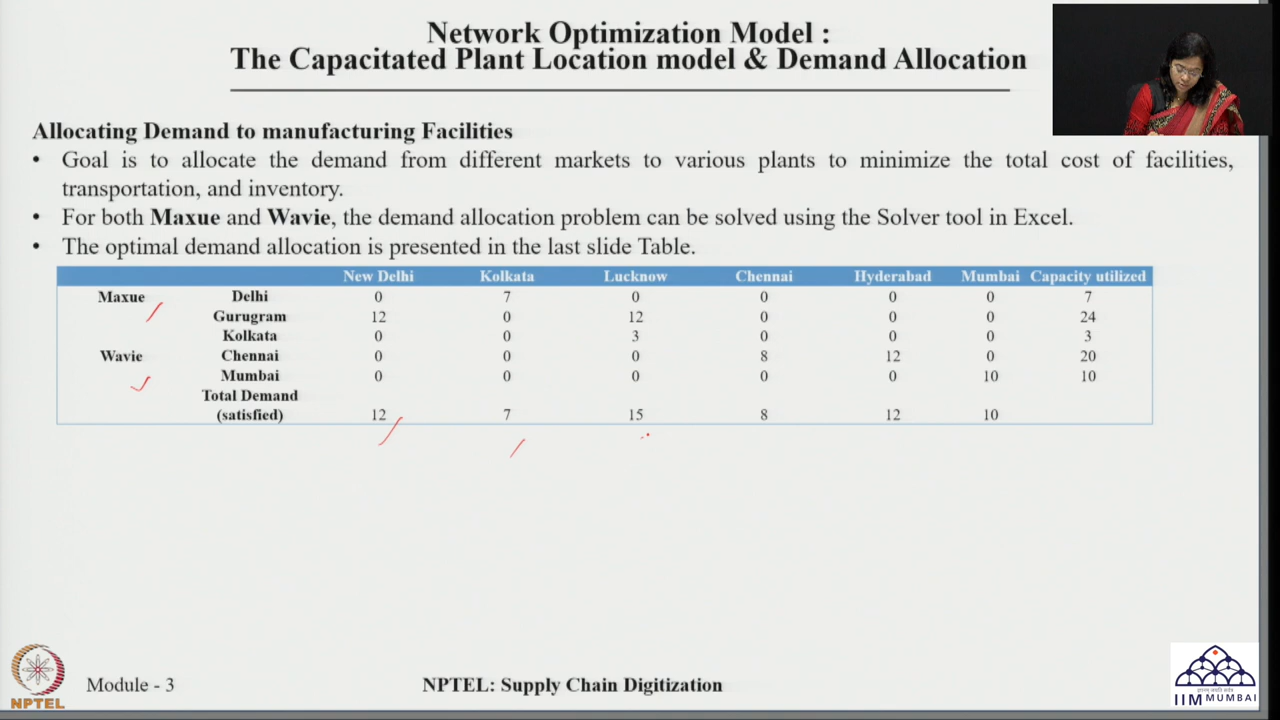 Network Optimization Model :
The Capacitated Plant Location model & Demand Allocation
Allocating Demand to manufacturing Facilities
• Goal is to allocate the demand from different markets to various plants to minimize the total cost of facilities,
transportation, and inventory.
• For both Maxue and Wavie, the demand allocation problem can be solved using the Solver tool in Excel.
• The optimal demand allocation is presented in the last slide Table.
New Delhi Kolkata Lucknow Chennai Hyderabad Mumbai Capacity utilized
Maxue Delhi 0 7 0 0 0 0 7
Gurugram 12 0 12 0 0 0 24
Kolkata 0 0 3 0 0 0 3
Wavie Chennai 0 0 0 8 12 0 20
Mumbai 0 0 0 0 0 10 10
Total Demand
(satisfied) 12 7 15 8 12 10
NPTEL
Module - 3
NPTEL: Supply Chain Digitization
IIM MUMBAI